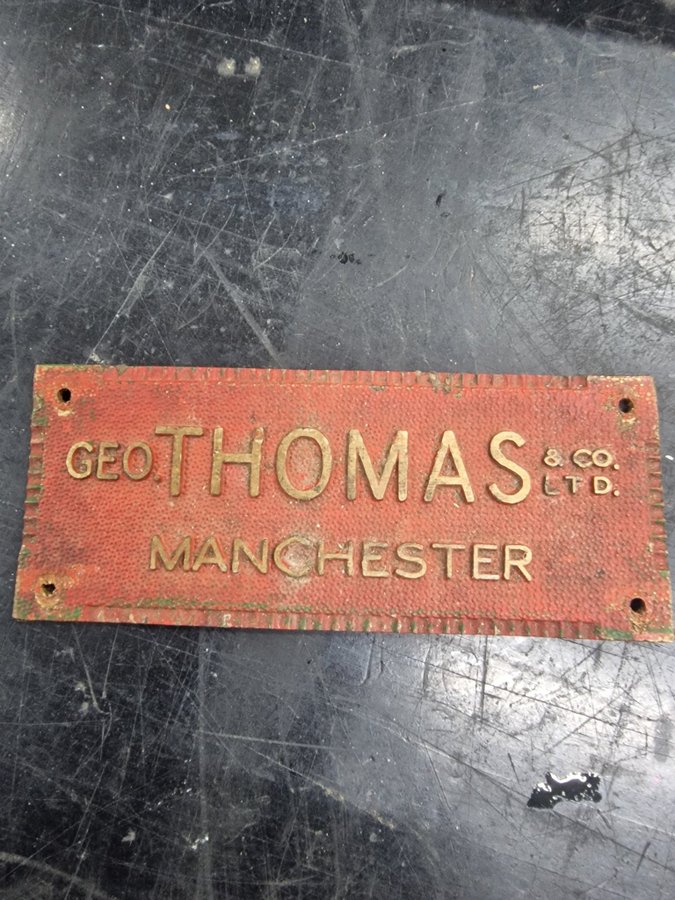 GEO. THOMAS & CO. LTD.
MANCHESTER